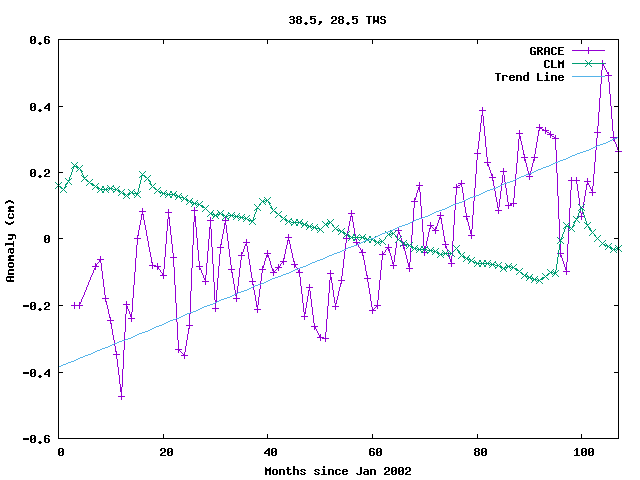 38.5, 28.5 TWS
GRACE
CLM
Trend Line
0.6
0.4
0.2
0
-0.2
-0.4
-0.6
Anomaly (cm)
0 20 40 60 80 100
Months since Jan 2002